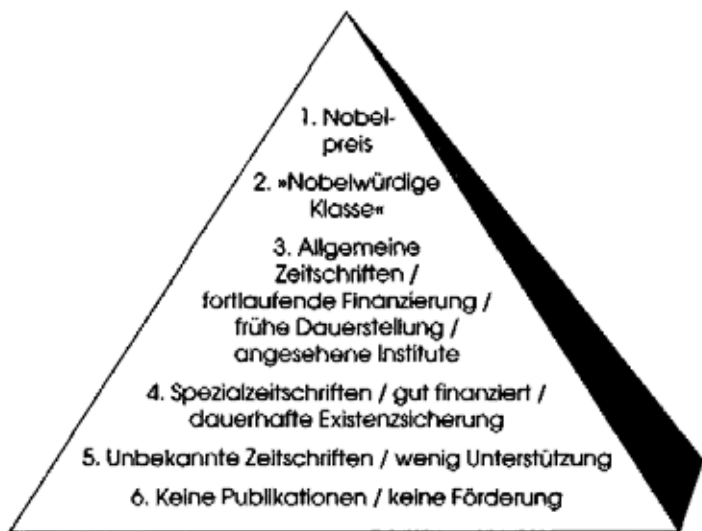 1. Nobel-
preis
2. »Nobelwürdige
Klasse«
3. Allgemeine
Zeitschriften /
fortlaufende Finanzierung /
frühe Dauerstellung /
angesehene Institute
4. Spezialzeitschriften / gut finanziert /
dauerhafte Existenzsicherung
5. Unbekannte Zeitschriften / wenig Unterstützung
6. Keine Publikationen / keine Förderung